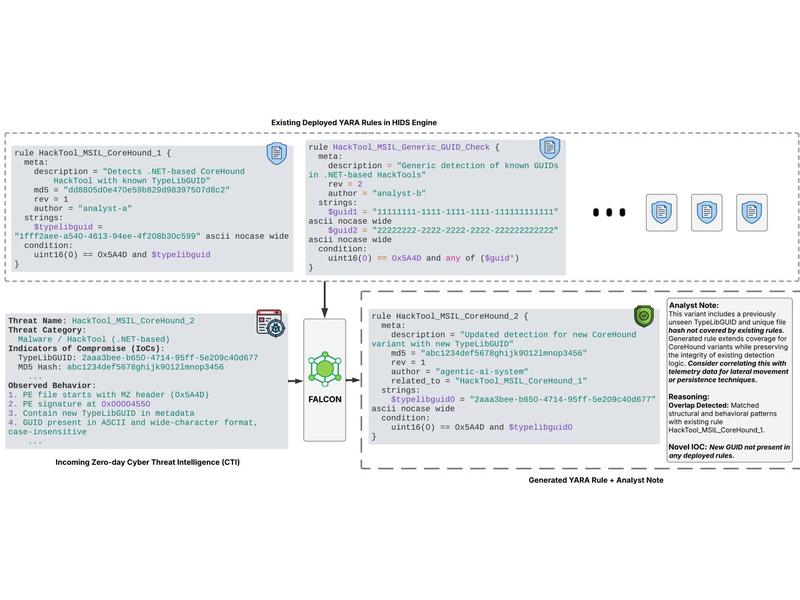 Existing Deployed YARA Rules in HIDS Engine
rule HackTool_MSIL_CoreHound_1 {
meta:
description = "Detects .NET-based CoreHound
HackTool with known TypeLibGUID"
md5 = "dd8805d0e470e59b829d98397507d8c2"
rev = 1
author = "analyst-a"
strings:
$typelibguid =
"1fff2aee-a540-4613-94ee-4f208b30c599" ascii nocase wide
condition:
uint16(0) == 0x5A4D and $typelibguid
}
rule HackTool_MSIL_Generic_GUID_Check {
meta:
description = "Generic detection of known GUIDs
in .NET-based HackTools"
rev = 2
author = "analyst-b"
strings:
$guid1 = "11111111-1111-1111-1111-111111111111"
ascii nocase wide
$guid2 = "22222222-2222-2222-2222-222222222222"
ascii nocase wide
condition:
uint16(0) == 0x5A4D and any of ($guid*)
}
Threat Name: HackTool_MSIL_CoreHound_2
Threat Category:
Malware / HackTool (.NET-based)
Indicators of Compromise (IoCs):
TypeLibGUID: 2aaa3bee-b650-4714-95ff-5e209c40d677
MD5 Hash: abc1234def5678ghijk9012lmnop3456
...
Observed Behavior:
1. PE file starts with MZ header (0x5A4D)
2. PE signature at 0x00004550
3. Contain new TypeLibGUID in metadata
4. GUID present in ASCII and wide-character format,
case-insensitive
...
Incoming Zero-day Cyber Threat Intelligence (CTI)
FALCON
rule HackTool_MSIL_CoreHound_2 {
meta:
description = "Updated detection for new CoreHound
variant with new TypeLibGUID"
md5 = "abc1234def5678ghijk9012lmnop3456"
rev = 1
author = "agentic-ai-system"
related_to = "HackTool_MSIL_CoreHound_1"
strings:
$typelibguid0 = "2aaa3bee-b650-4714-95ff-5e209c40d677"
ascii nocase wide
condition:
uint16(0) == 0x5A4D and $typelibguid0
}
Analyst Note:
This variant includes a previously
unseen TypeLibGUID and unique file
hash not covered by existing rules.
Generated rule extends coverage for
CoreHound variants while preserving
the integrity of existing detection
logic. Consider correlating this with
telemetry data for lateral movement
or persistence techniques.
Reasoning:
Overlap Detected: Matched
structural and behavioral patterns
with existing rule
HackTool_MSIL_CoreHound_1.
Novel IOC: New GUID not present in
any deployed rules.
Generated YARA Rule + Analyst Note